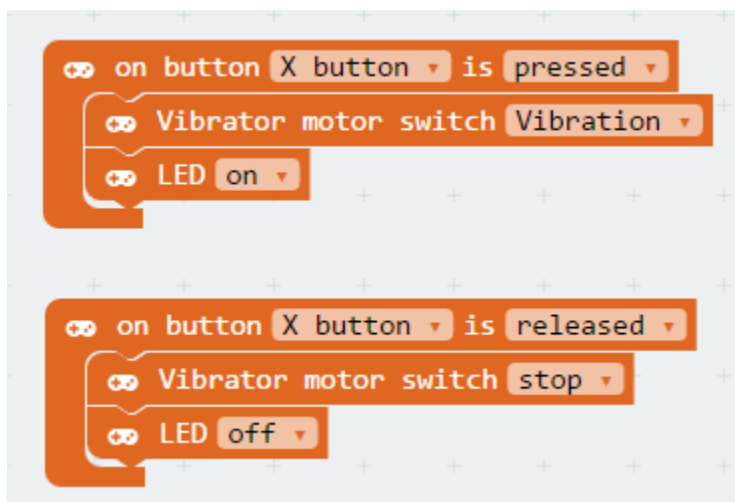 on button X button is pressed
Vibrator motor switch Vibration
LED on
on button X button is released
Vibrator motor switch stop
LED off